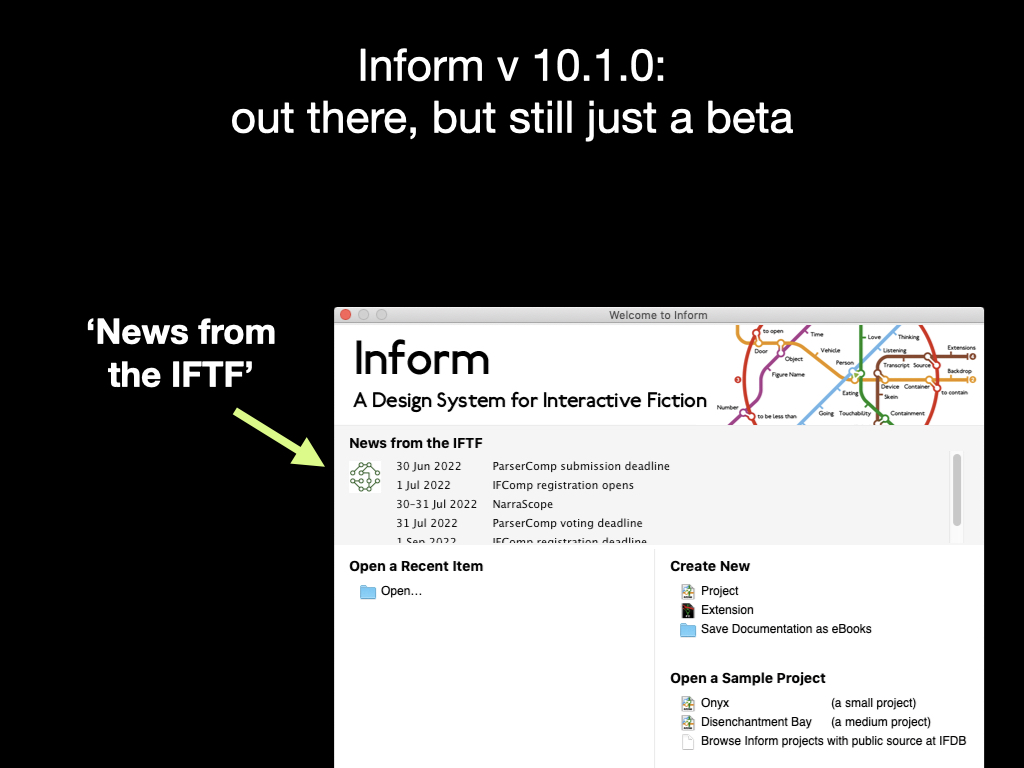 Inform v 10.1.0:
out there, but still just a beta
‘News from
the IFTF’
Welcome to Inform
Inform
A Design System for Interactive Fiction
to open
Time
Love
Thinking
Door
Object
Vehicle
Person
Listening
Extensions
4
Figure Name
Transcript
Source
Backdrop
3
2
Device
Container
to contain
Eating
Skein
Number
to be less than
Going
Touchability
Containment
News from the IFTF
30 Jun 2022 ParserComp submission deadline
1 Jul 2022 IFComp registration opens
30–31 Jul 2022 NarraScope
31 Jul 2022 ParserComp voting deadline
1 Sep 2022 IFComp registration deadline
Open a Recent Item
Open...
Create New
Project
Extension
Save Documentation as eBooks
Open a Sample Project
Onyx (a small project)
Disenchantment Bay (a medium project)
Browse Inform projects with public source at IFDB